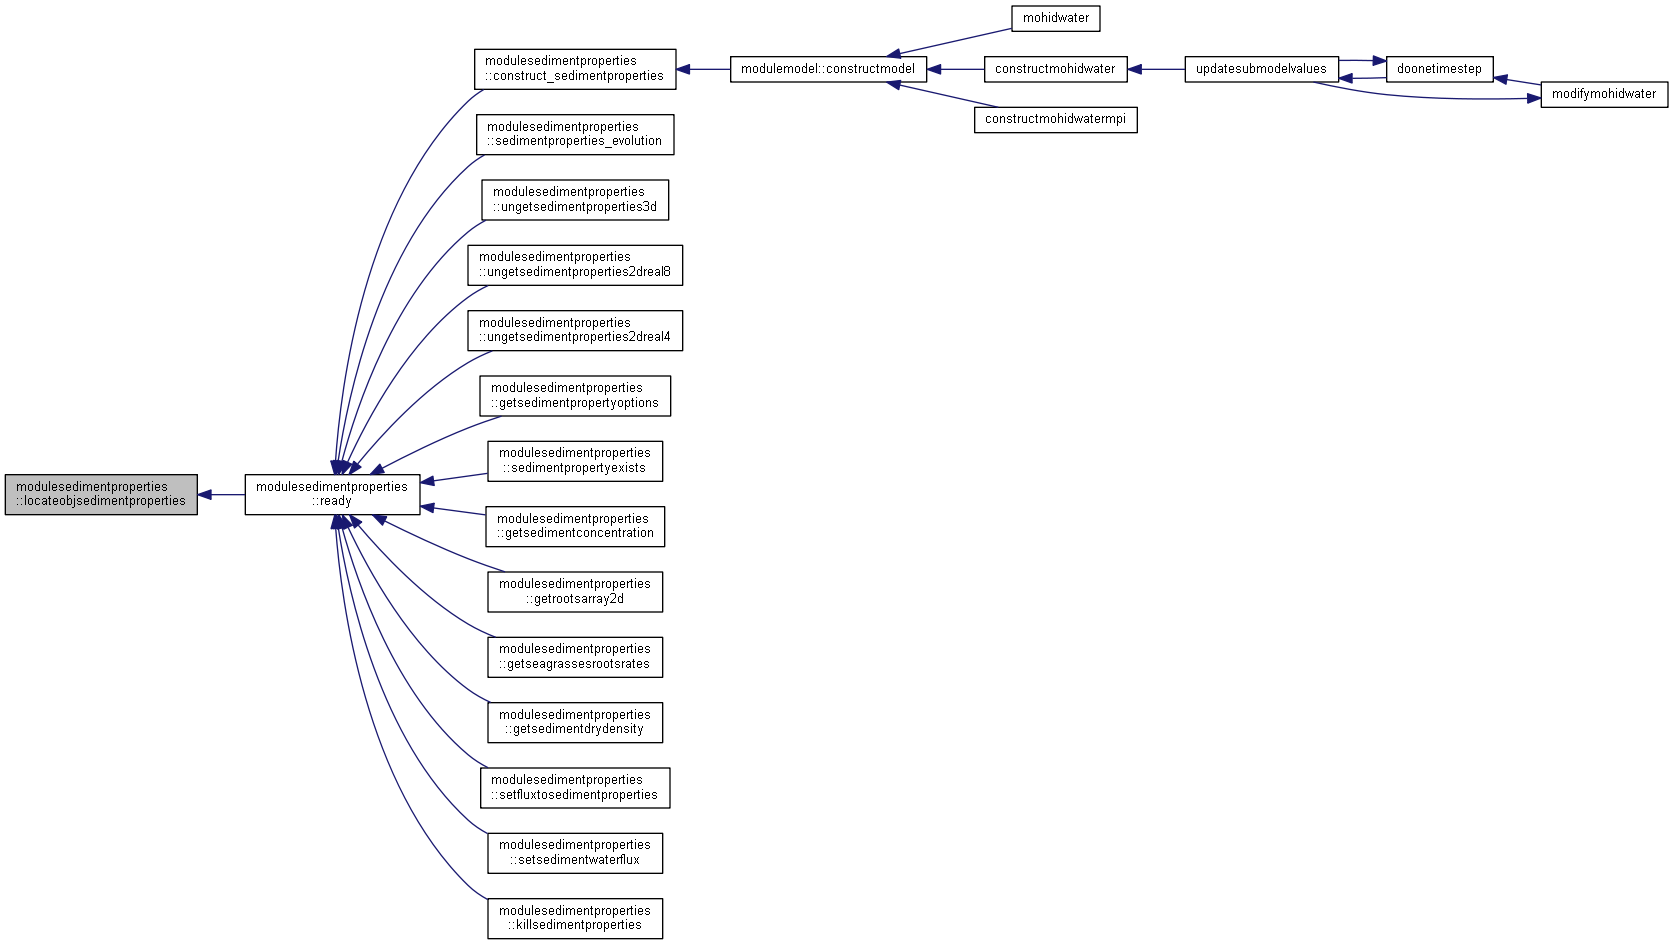 mohidwater
modulesedimentproperties
::construct_sedimentproperties
modulemodel::constructmodel
constructmohidwater
updatesubmodelvalues
doonetimestep
modifymohidwater
constructmohidwatermpi
modulesedimentproperties
::sedimentproperties_evolution
modulesedimentproperties
::ungetsedimentproperties3d
modulesedimentproperties
::ungetsedimentproperties2dreal8
modulesedimentproperties
::ungetsedimentproperties2dreal4
modulesedimentproperties
::getsedimentpropertyoptions
modulesedimentproperties
::sedimentpropertyexists
modulesedimentproperties
::locateobjsedimentproperties
modulesedimentproperties
::ready
modulesedimentproperties
::getsedimentconcentration
modulesedimentproperties
::getrootsarray2d
modulesedimentproperties
::getseagrassesrootsrates
modulesedimentproperties
::getsedimentdrydensity
modulesedimentproperties
::setfluxtosedimentproperties
modulesedimentproperties
::setsedimentwaterflux
modulesedimentproperties
::killsedimentproperties